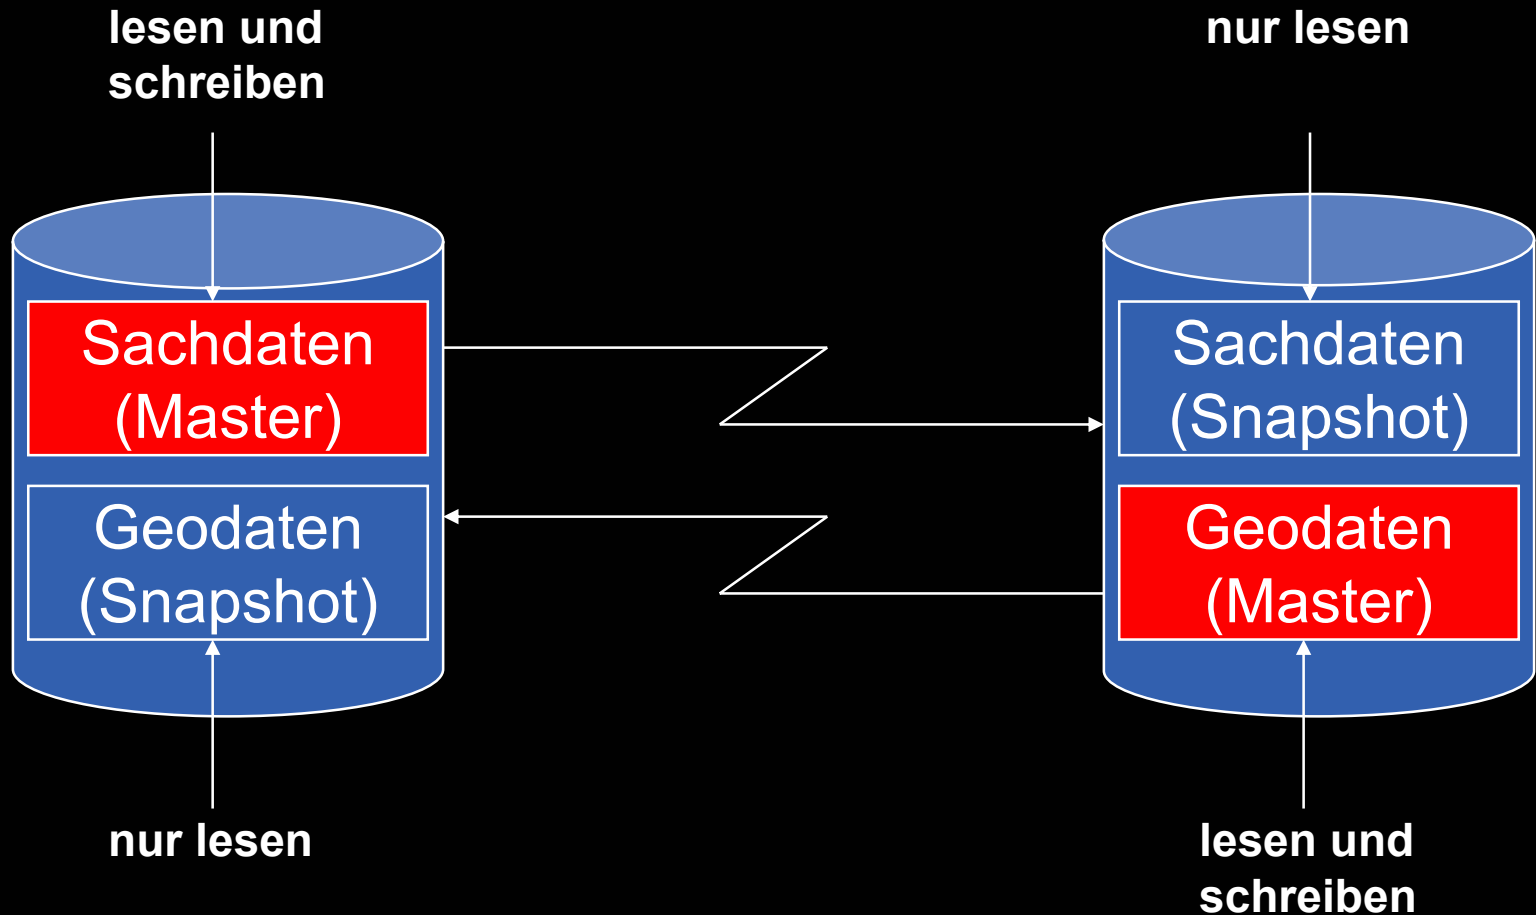 lesen und
schreiben
nur lesen
Sachdaten
(Master)
Sachdaten
(Snapshot)
Geodaten
(Snapshot)
Geodaten
(Master)
nur lesen
lesen und
schreiben